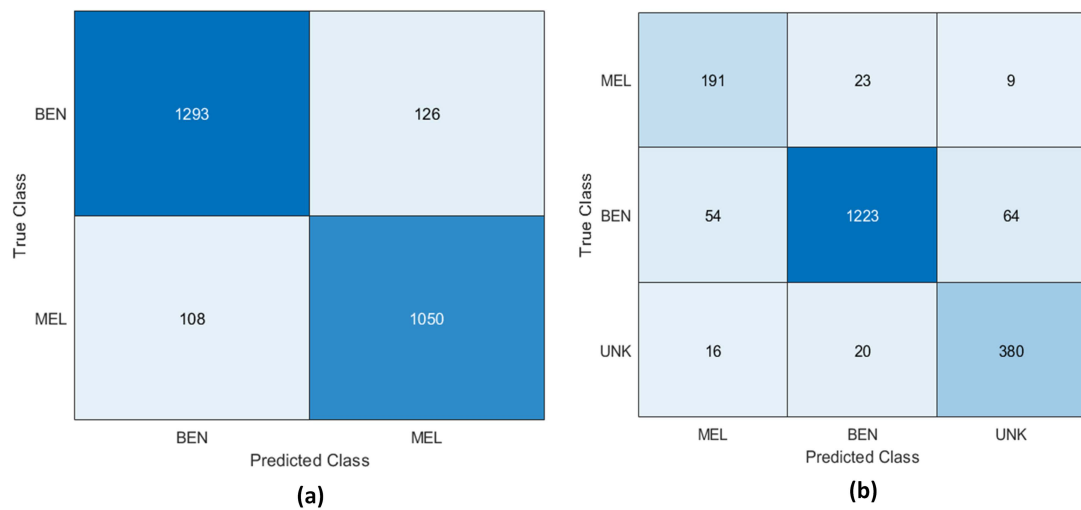 BEN
1293
126
MEL
108
1050
BEN
MEL
True Class
Predicted Class
(a)
MEL
191
23
9
BEN
54
1223
64
UNK
16
20
380
MEL
BEN
UNK
True Class
Predicted Class
(b)